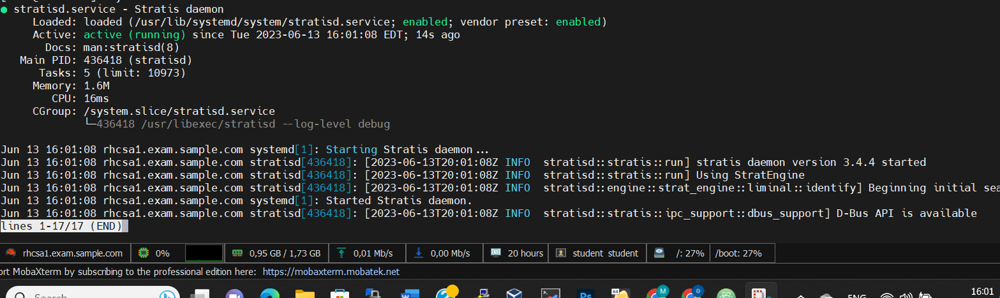 ● stratisd.service - Stratis daemon
Loaded: loaded (/usr/lib/systemd/system/stratisd.service; enabled; vendor preset: enabled)
Active: active (running) since Tue 2023-06-13 16:01:08 EDT; 14s ago
Docs: man:stratisd(8)
Main PID: 436418 (stratisd)
Tasks: 5 (limit: 10973)
Memory: 1.6M
CPU: 16ms
CGroup: /system.slice/stratisd.service
└─436418 /usr/libexec/stratisd --log-level debug
Jun 13 16:01:08 rhcsa1.exam.sample.com systemd[1]: Starting Stratis daemon...
Jun 13 16:01:08 rhcsa1.exam.sample.com stratisd[436418]: [2023-06-13T20:01:08Z INFO  stratisd::stratis::run] stratis daemon version 3.4.4 started
Jun 13 16:01:08 rhcsa1.exam.sample.com stratisd[436418]: [2023-06-13T20:01:08Z INFO  stratisd::stratis::run] Using StratEngine
Jun 13 16:01:08 rhcsa1.exam.sample.com stratisd[436418]: [2023-06-13T20:01:08Z INFO  stratisd::engine::strat_engine::liminal::identify] Beginning initial sea
Jun 13 16:01:08 rhcsa1.exam.sample.com systemd[1]: Started Stratis daemon.
Jun 13 16:01:08 rhcsa1.exam.sample.com stratisd[436418]: [2023-06-13T20:01:08Z INFO  stratisd::stratis::ipc_support::dbus_support] D-Bus API is available
lines 1-17/17 (END)
rhcsa1.exam.sample.com 0% 0,95 GB / 1,73 GB 0,01 Mb/s 0,00 Mb/s 20 hours student student /: 27% /boot: 27%
ort MobaXterm by subscribing to the professional edition here: https://mobaxterm.mobatek.net
Search W Ps 64 M O ENG 16:01